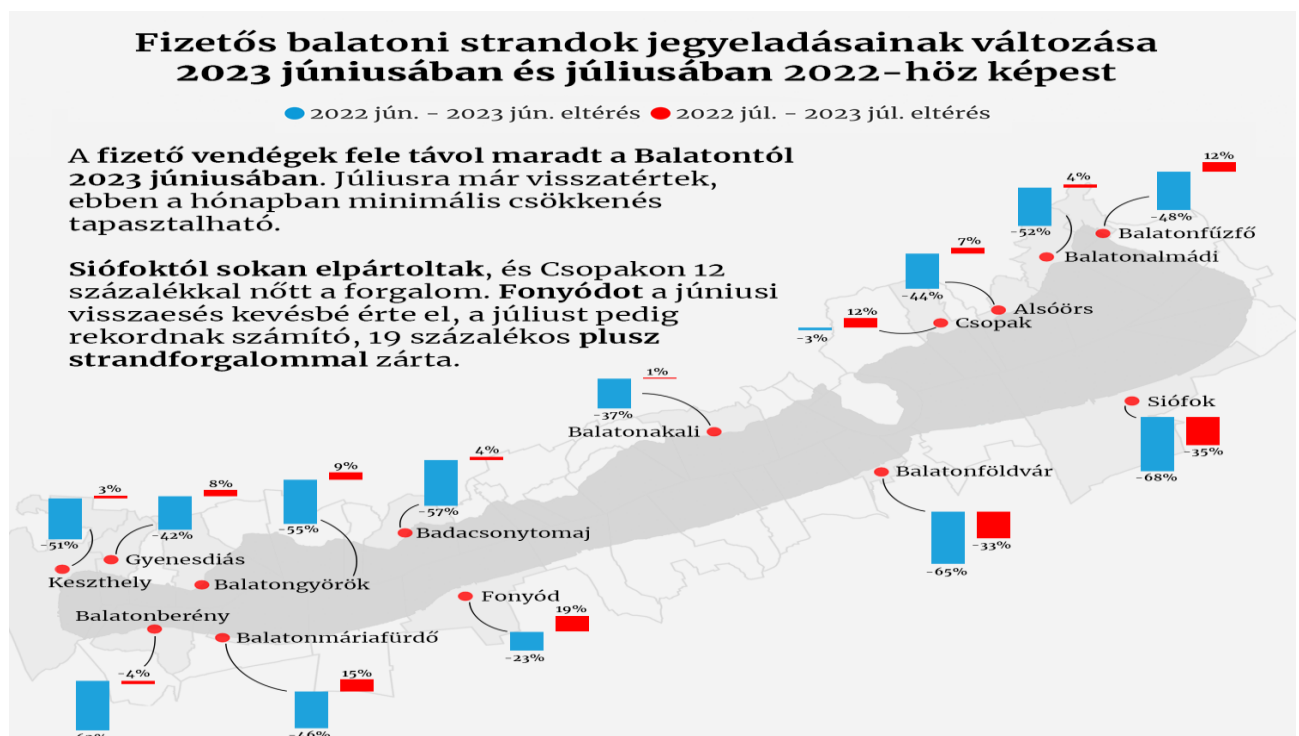 Fizetős balatoni strandok jegyeladásainak változása
2023 júniusában és júliusában 2022-höz képest
2022 jún. - 2023 jún. eltérés 2022 júl. - 2023 júl. eltérés
A fizető vendégek fele távol maradt a Balatontól
2023 júniusában. Júliusra már visszatértek,
ebben a hónapban minimális csökkenés
tapasztalható.
Siófoktól sokan elpártoltak, és Csopakon 12
százalékkal nőtt a forgalom. Fonyódot a júniusi
visszaesés kevésbé érte el, a júliust pedig
rekordnak számító, 19 százalékos plusz
strandforgalommal zárta.
12%
-48%
Balatonfűzfő
4%
-52%
Balatonalmádi
7%
-44%
Alsóörs
12%
-3%
Csopak
1%
-37%
Balatonakali
Siófok
-35%
-68%
Balatonföldvár
-33%
-65%
4%
-57%
Badacsonytomaj
9%
-55%
Balatongyörök
8%
-42%
Gyenesdiás
3%
-51%
Keszthely
Balatonberény
-4%
Balatonmáriafürdő
15%
-46%
Fonyód
19%
-23%